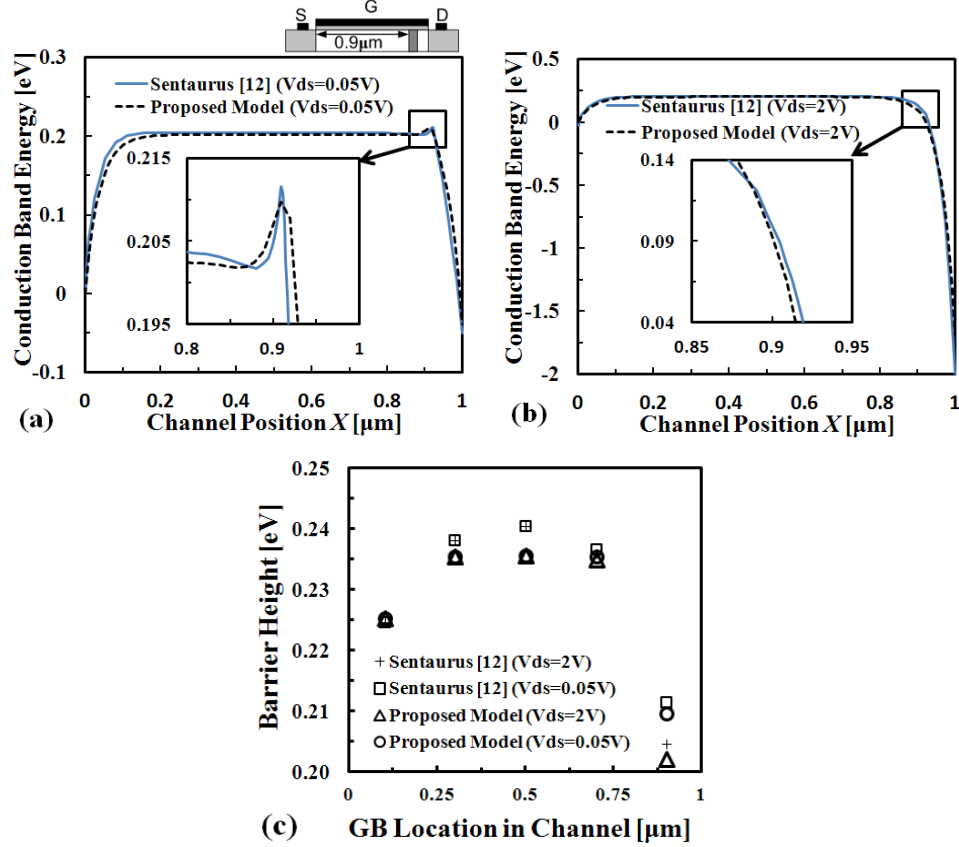 S G D
0.9μm
(a)
Conduction Band Energy [eV]
0.3
0.2
0.1
0
-0.1
Sentaurus [12] (Vds=0.05V)
Proposed Model (Vds=0.05V)
0.215
0.205
0.195
0.8 0.9 1
0 0.2 0.4 0.6 0.8 1
Channel Position X [μm]
(b)
Conduction Band Energy [eV]
0.5
0
-0.5
-1
-1.5
-2
Sentaurus [12] (Vds=2V)
Proposed Model (Vds=2V)
0.14
0.09
0.04
0.85 0.9 0.95
0 0.2 0.4 0.6 0.8 1
Channel Position X [μm]
(c)
Barrier Height [eV]
0.25
0.24
0.23
0.22
0.21
0.20
Sentaurus [12] (Vds=2V)
Sentaurus [12] (Vds=0.05V)
Proposed Model (Vds=2V)
Proposed Model (Vds=0.05V)
0 0.25 0.5 0.75 1
GB Location in Channel [μm]